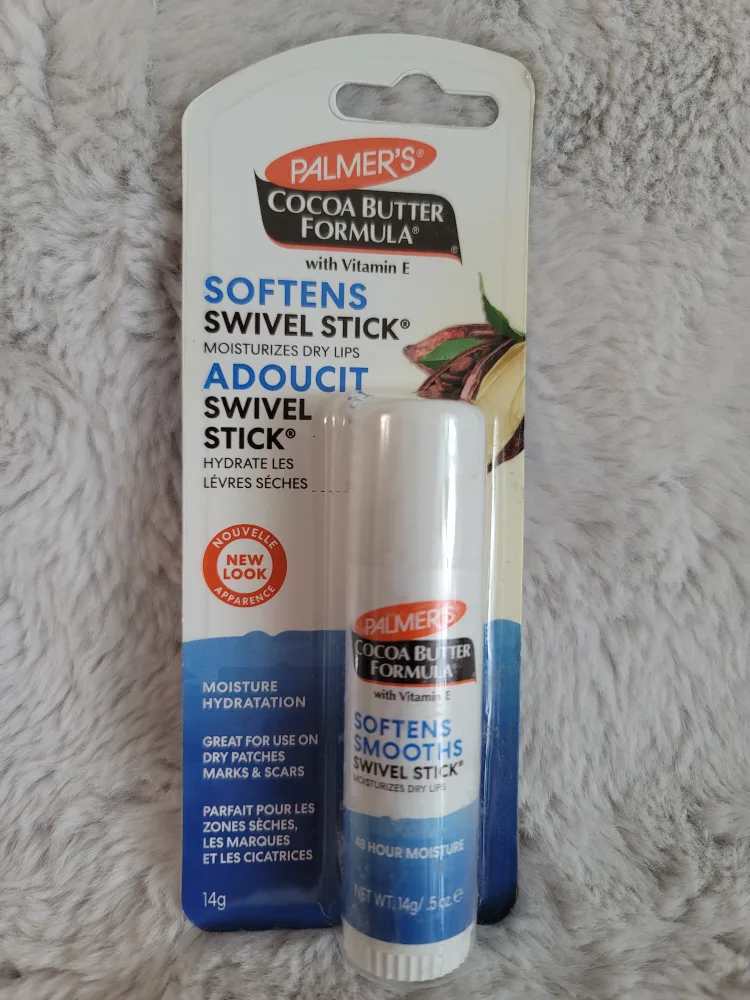 PALMER'S®
COCOA BUTTER
FORMULA®
®
with Vitamin E
SOFTENS
SWIVEL STICK®
MOISTURIZES DRY LIPS
ADOUCIT
SWIVEL
STICK®
HYDRATE LES
LÉVRES SÉCHES
NOUVELLE
NEW
LOOK
APPARENCE
MOISTURE
HYDRATATION
GREAT FOR USE ON
DRY PATCHES
MARKS & SCARS
PARFAIT POUR LES
ZONES SÈCHES,
LES MARQUES
ET LES CICATRICES
14g
PALMER'S
COCOA BUTTER
FORMULA®
with Vitamin E
SOFTENS
SMOOTHS
SWIVEL STICK®
MOISTURIZES DRY LIPS
48 HOUR MOISTURE
NET WT. 14g/ .5 oz. ℮